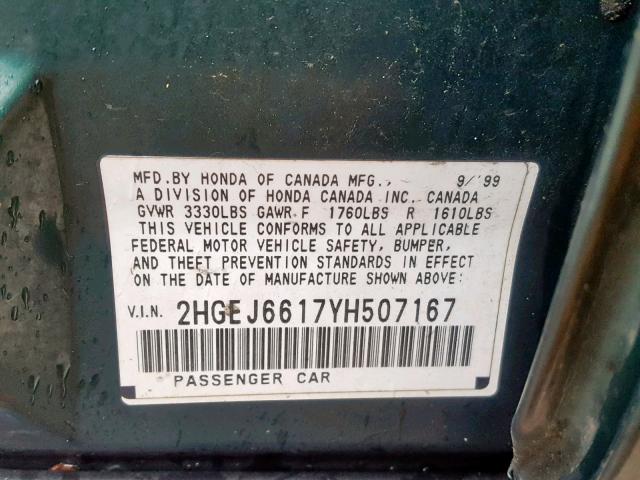 MFD.BY HONDA OF CANADA MFG., 9/'99
A DIVISION OF HONDA CANADA INC. CANADA
GVWR 3330LBS GAWR F 1760LBS R 1610LBS
THIS VEHICLE CONFORMS TO ALL APPLICABLE
FEDERAL MOTOR VEHICLE SAFETY, BUMPER,
AND THEFT PREVENTION STANDARDS IN EFFECT
ON THE DATE OF MANUFACTURE SHOWN ABOVE:
V.I.N. 2HGEJ6617YH507167
PASSENGER CAR